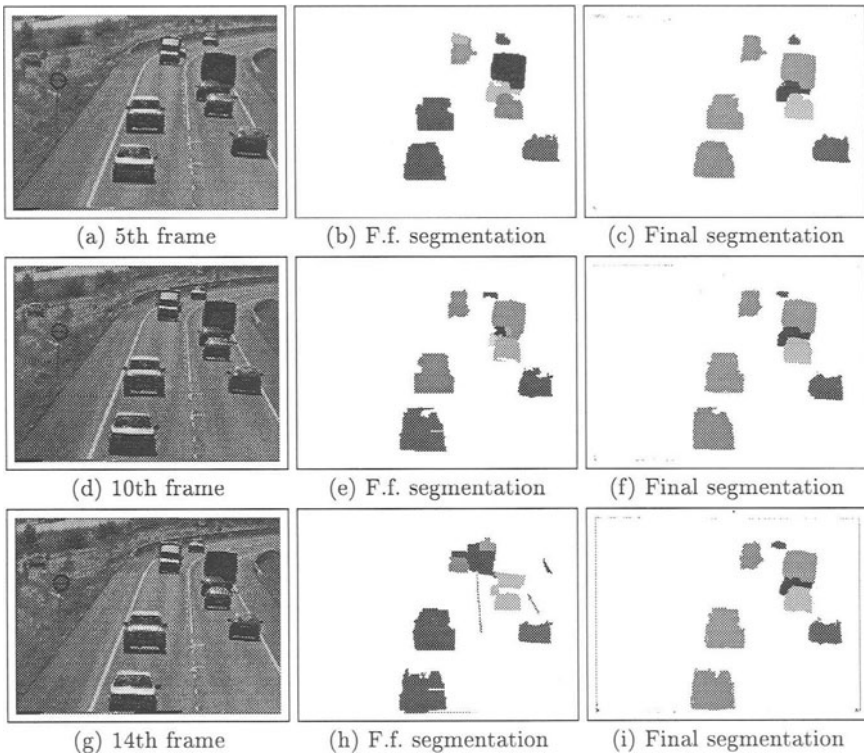 (a) 5th frame (b) F.f. segmentation (c) Final segmentation
(d) 10th frame (e) F.f. segmentation (f) Final segmentation
(g) 14th frame (h) F.f. segmentation (i) Final segmentation